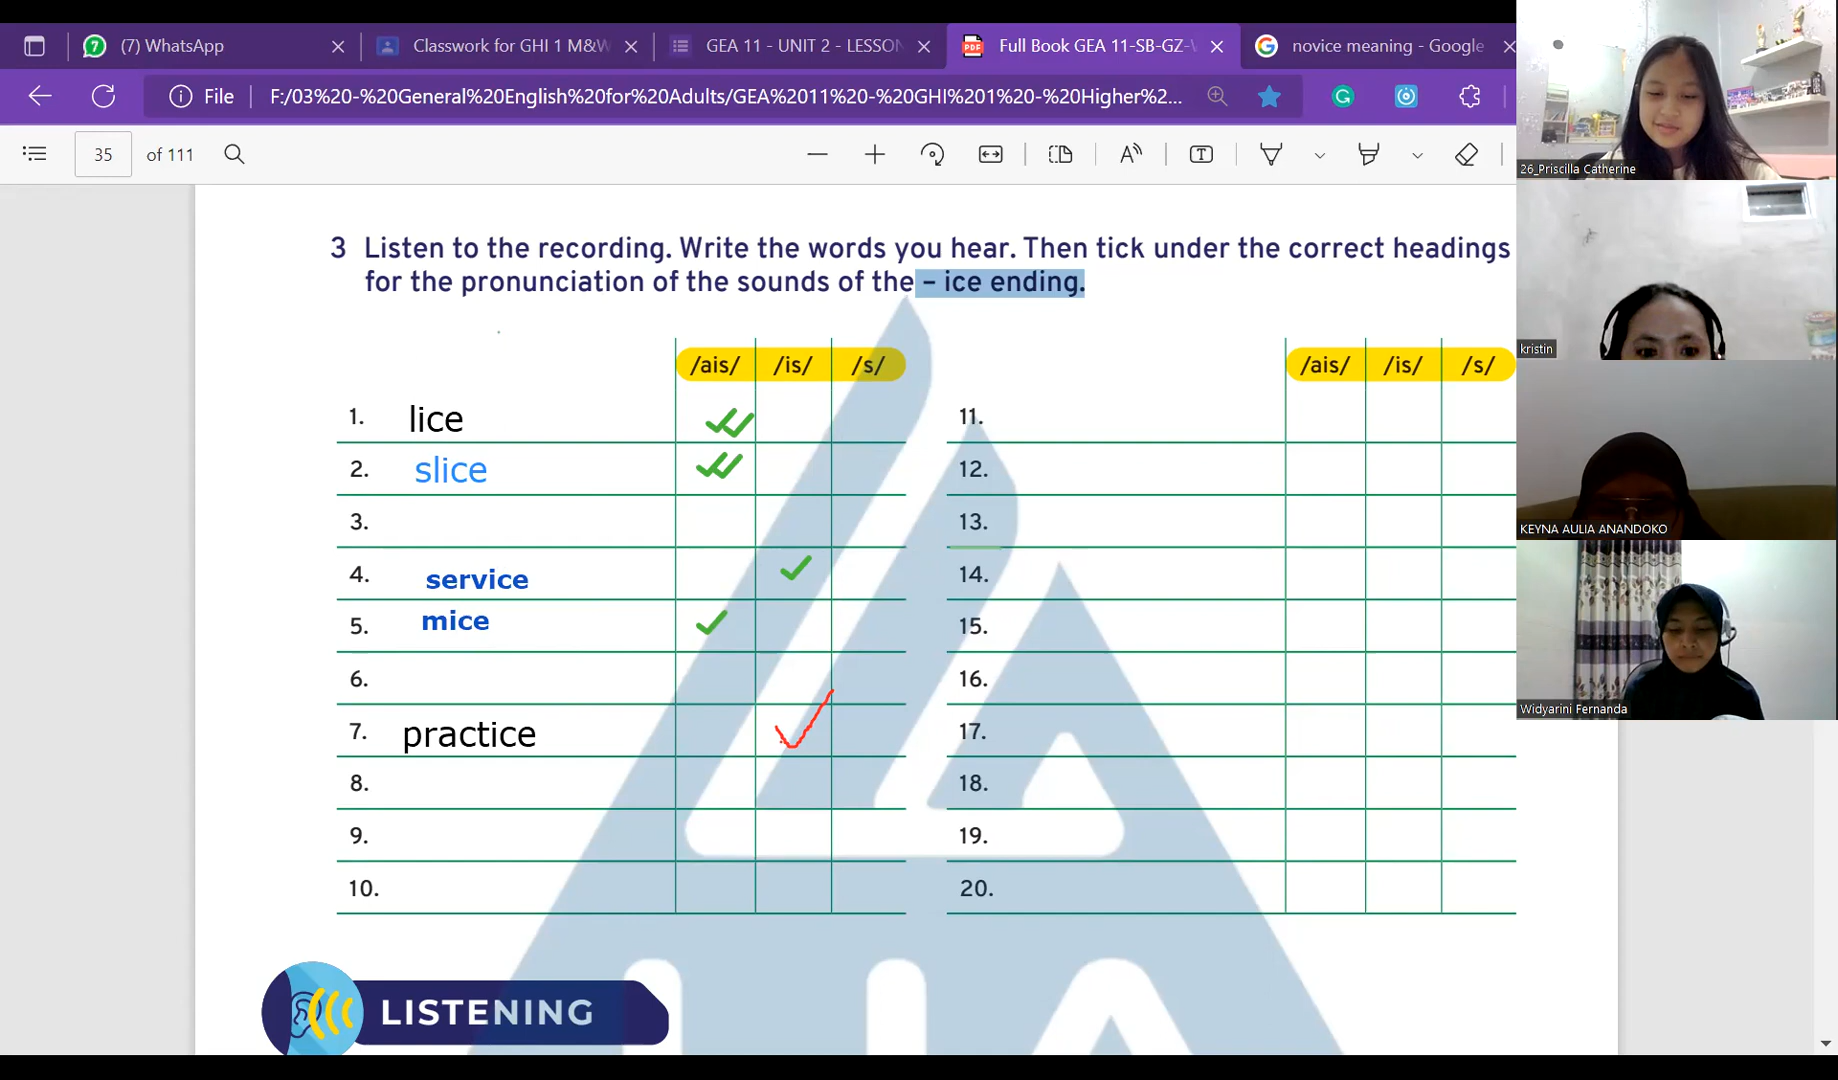 (7) WhatsApp
Classwork for GHI 1 M&W
GEA 11 - UNIT 2 - LESSON
Full Book GEA 11-SB-GZ-
novice meaning - Google
File
F:/03%20-%20General%20English%20for%20Adults/GEA%2011%20-%20GHI%201%20-%20Higher%2...
35 of 111
3 Listen to the recording. Write the words you hear. Then tick under the correct headings
for the pronunciation of the sounds of the – ice ending.
/ais/ /is/ /s/
1. lice
2. slice
3.
4. service
5. mice
6.
7. practice
8.
9.
10.
/ais/ /is/ /s/
11.
12.
13.
14.
15.
16.
17.
18.
19.
20.
LISTENING
26_Priscilla Catherine
kristin
KEYNA AULIA ANANDOKO
Widyarini Fernanda